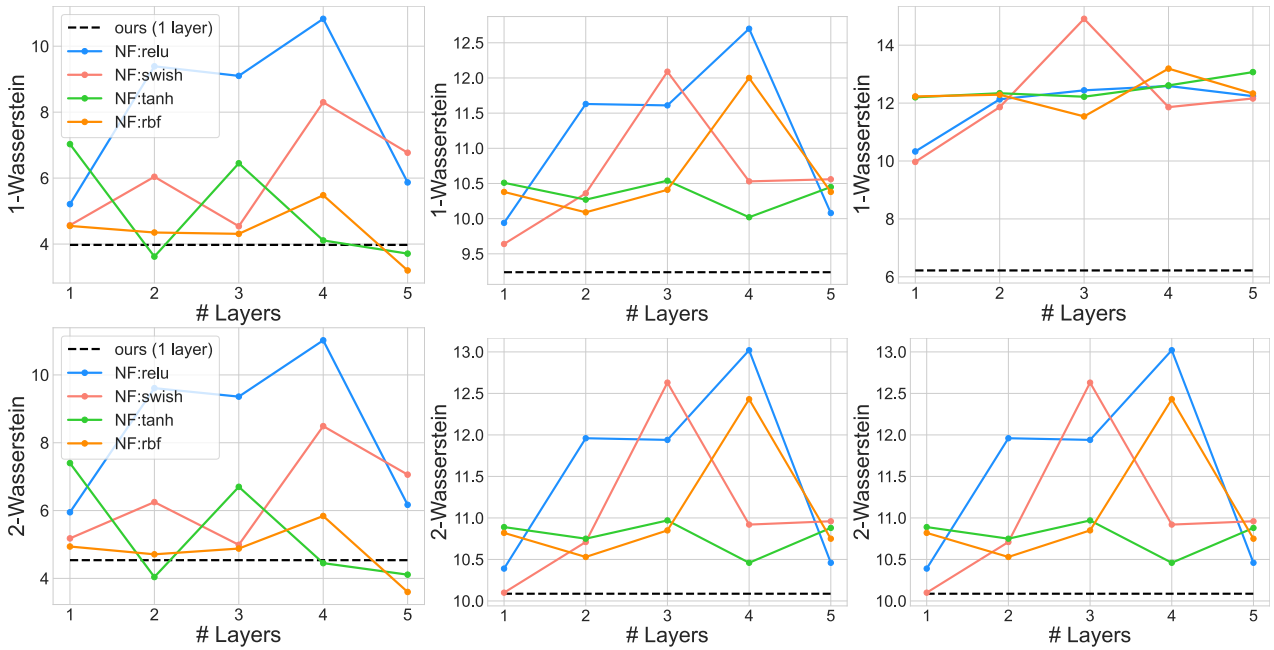 1-Wasserstein
10
8
6
4
ours (1 layer)
NF:relu
NF:swish
NF:tanh
NF:rbf
1 2 3 4 5
# Layers
1-Wasserstein
12.5
12.0
11.5
11.0
10.5
10.0
9.5
1 2 3 4 5
# Layers
1-Wasserstein
14
12
10
8
6
1 2 3 4 5
# Layers
2-Wasserstein
10
8
6
4
ours (1 layer)
NF:relu
NF:swish
NF:tanh
NF:rbf
1 2 3 4 5
# Layers
2-Wasserstein
13.0
12.5
12.0
11.5
11.0
10.5
10.0
1 2 3 4 5
# Layers
2-Wasserstein
13.0
12.5
12.0
11.5
11.0
10.5
10.0
1 2 3 4 5
# Layers